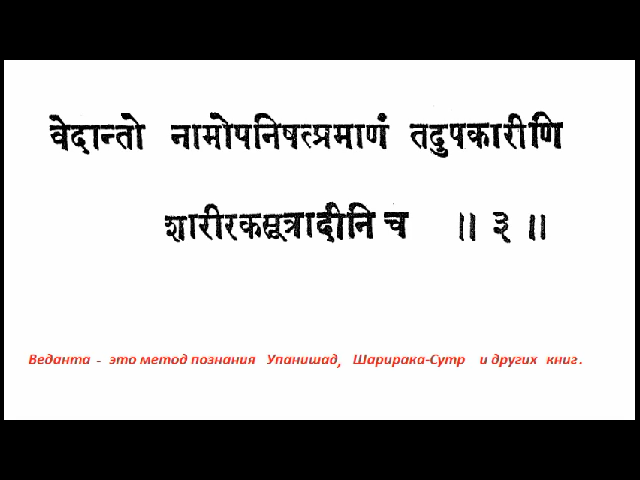 वेदान्तो नामोपनिषत्प्रमाणं तदुपकारीणि
शारीरकसूत्रादीनि च ॥ ३ ॥
Веданта - это метод познания Упанишад, Шарирака-Сутр и других книг.